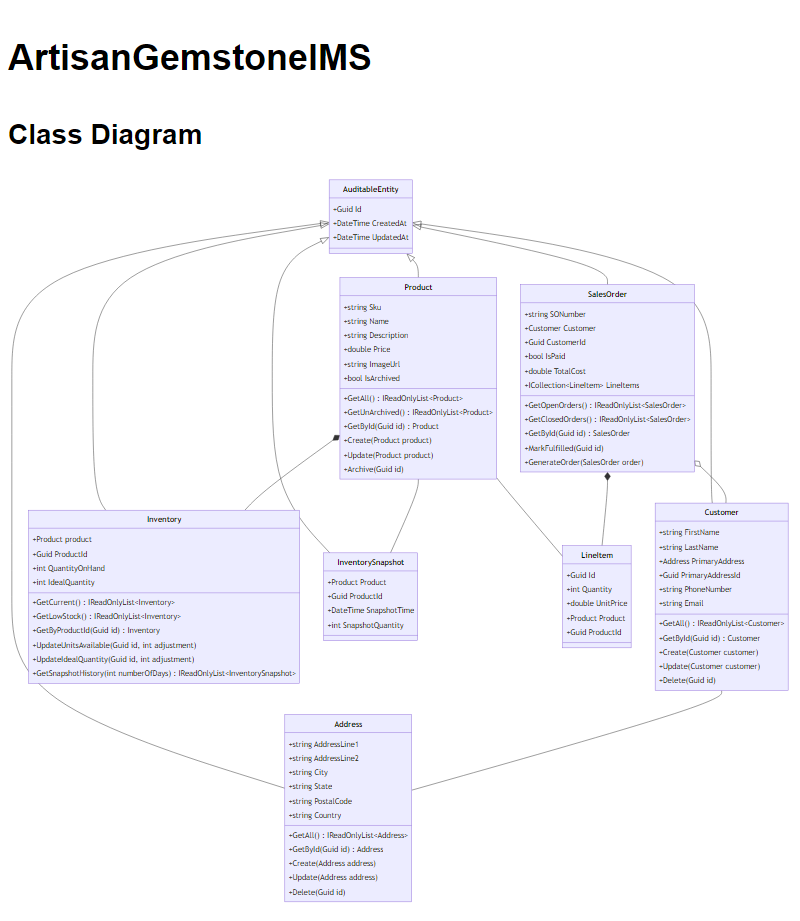 ArtisanGemstoneIMS
Class Diagram
AuditableEntity
+Guid Id
+DateTime CreatedAt
+DateTime UpdatedAt
Product
+string Sku
+string Name
+string Description
+double Price
+string ImageUrl
+bool IsArchived
+GetAll() : IReadOnlyList<Product>
+GetUnArchived() : IReadOnlyList<Product>
+GetById(Guid id) : Product
+Create(Product product)
+Update(Product product)
+Archive(Guid id)
SalesOrder
+string SONumber
+Customer Customer
+Guid CustomerId
+bool IsPaid
+double TotalCost
+ICollection<LineItem> LineItems
+GetOpenOrders() : IReadOnlyList<SalesOrder>
+GetClosedOrders() : IReadOnlyList<SalesOrder>
+GetById(Guid id) : SalesOrder
+MarkFulfilled(Guid id)
+GenerateOrder(SalesOrder order)
Inventory
+Product product
+Guid ProductId
+int QuantityOnHand
+int IdealQuantity
+GetCurrent() : IReadOnlyList<Inventory>
+GetLowStock() : IReadOnlyList<Inventory>
+GetByProductId(Guid id) : Inventory
+UpdateUnitsAvailable(Guid id, int adjustment)
+UpdateIdealQuantity(Guid id, int adjustment)
+GetSnapshotHistory(int numberOfDays) : IReadOnlyList<InventorySnapshot>
InventorySnapshot
+Product Product
+Guid ProductId
+DateTime SnapshotTime
+int SnapshotQuantity
LineItem
+Guid Id
+int Quantity
+double UnitPrice
+Product Product
+Guid ProductId
Customer
+string FirstName
+string LastName
+Address PrimaryAddress
+Guid PrimaryAddressId
+string PhoneNumber
+string Email
+GetAll() : IReadOnlyList<Customer>
+GetById(Guid id) : Customer
+Create(Customer customer)
+Update(Customer customer)
+Delete(Guid id)
Address
+string AddressLine1
+string AddressLine2
+string City
+string State
+string PostalCode
+string Country
+GetAll() : IReadOnlyList<Address>
+GetById(Guid id) : Address
+Create(Address address)
+Update(Address address)
+Delete(Guid id)